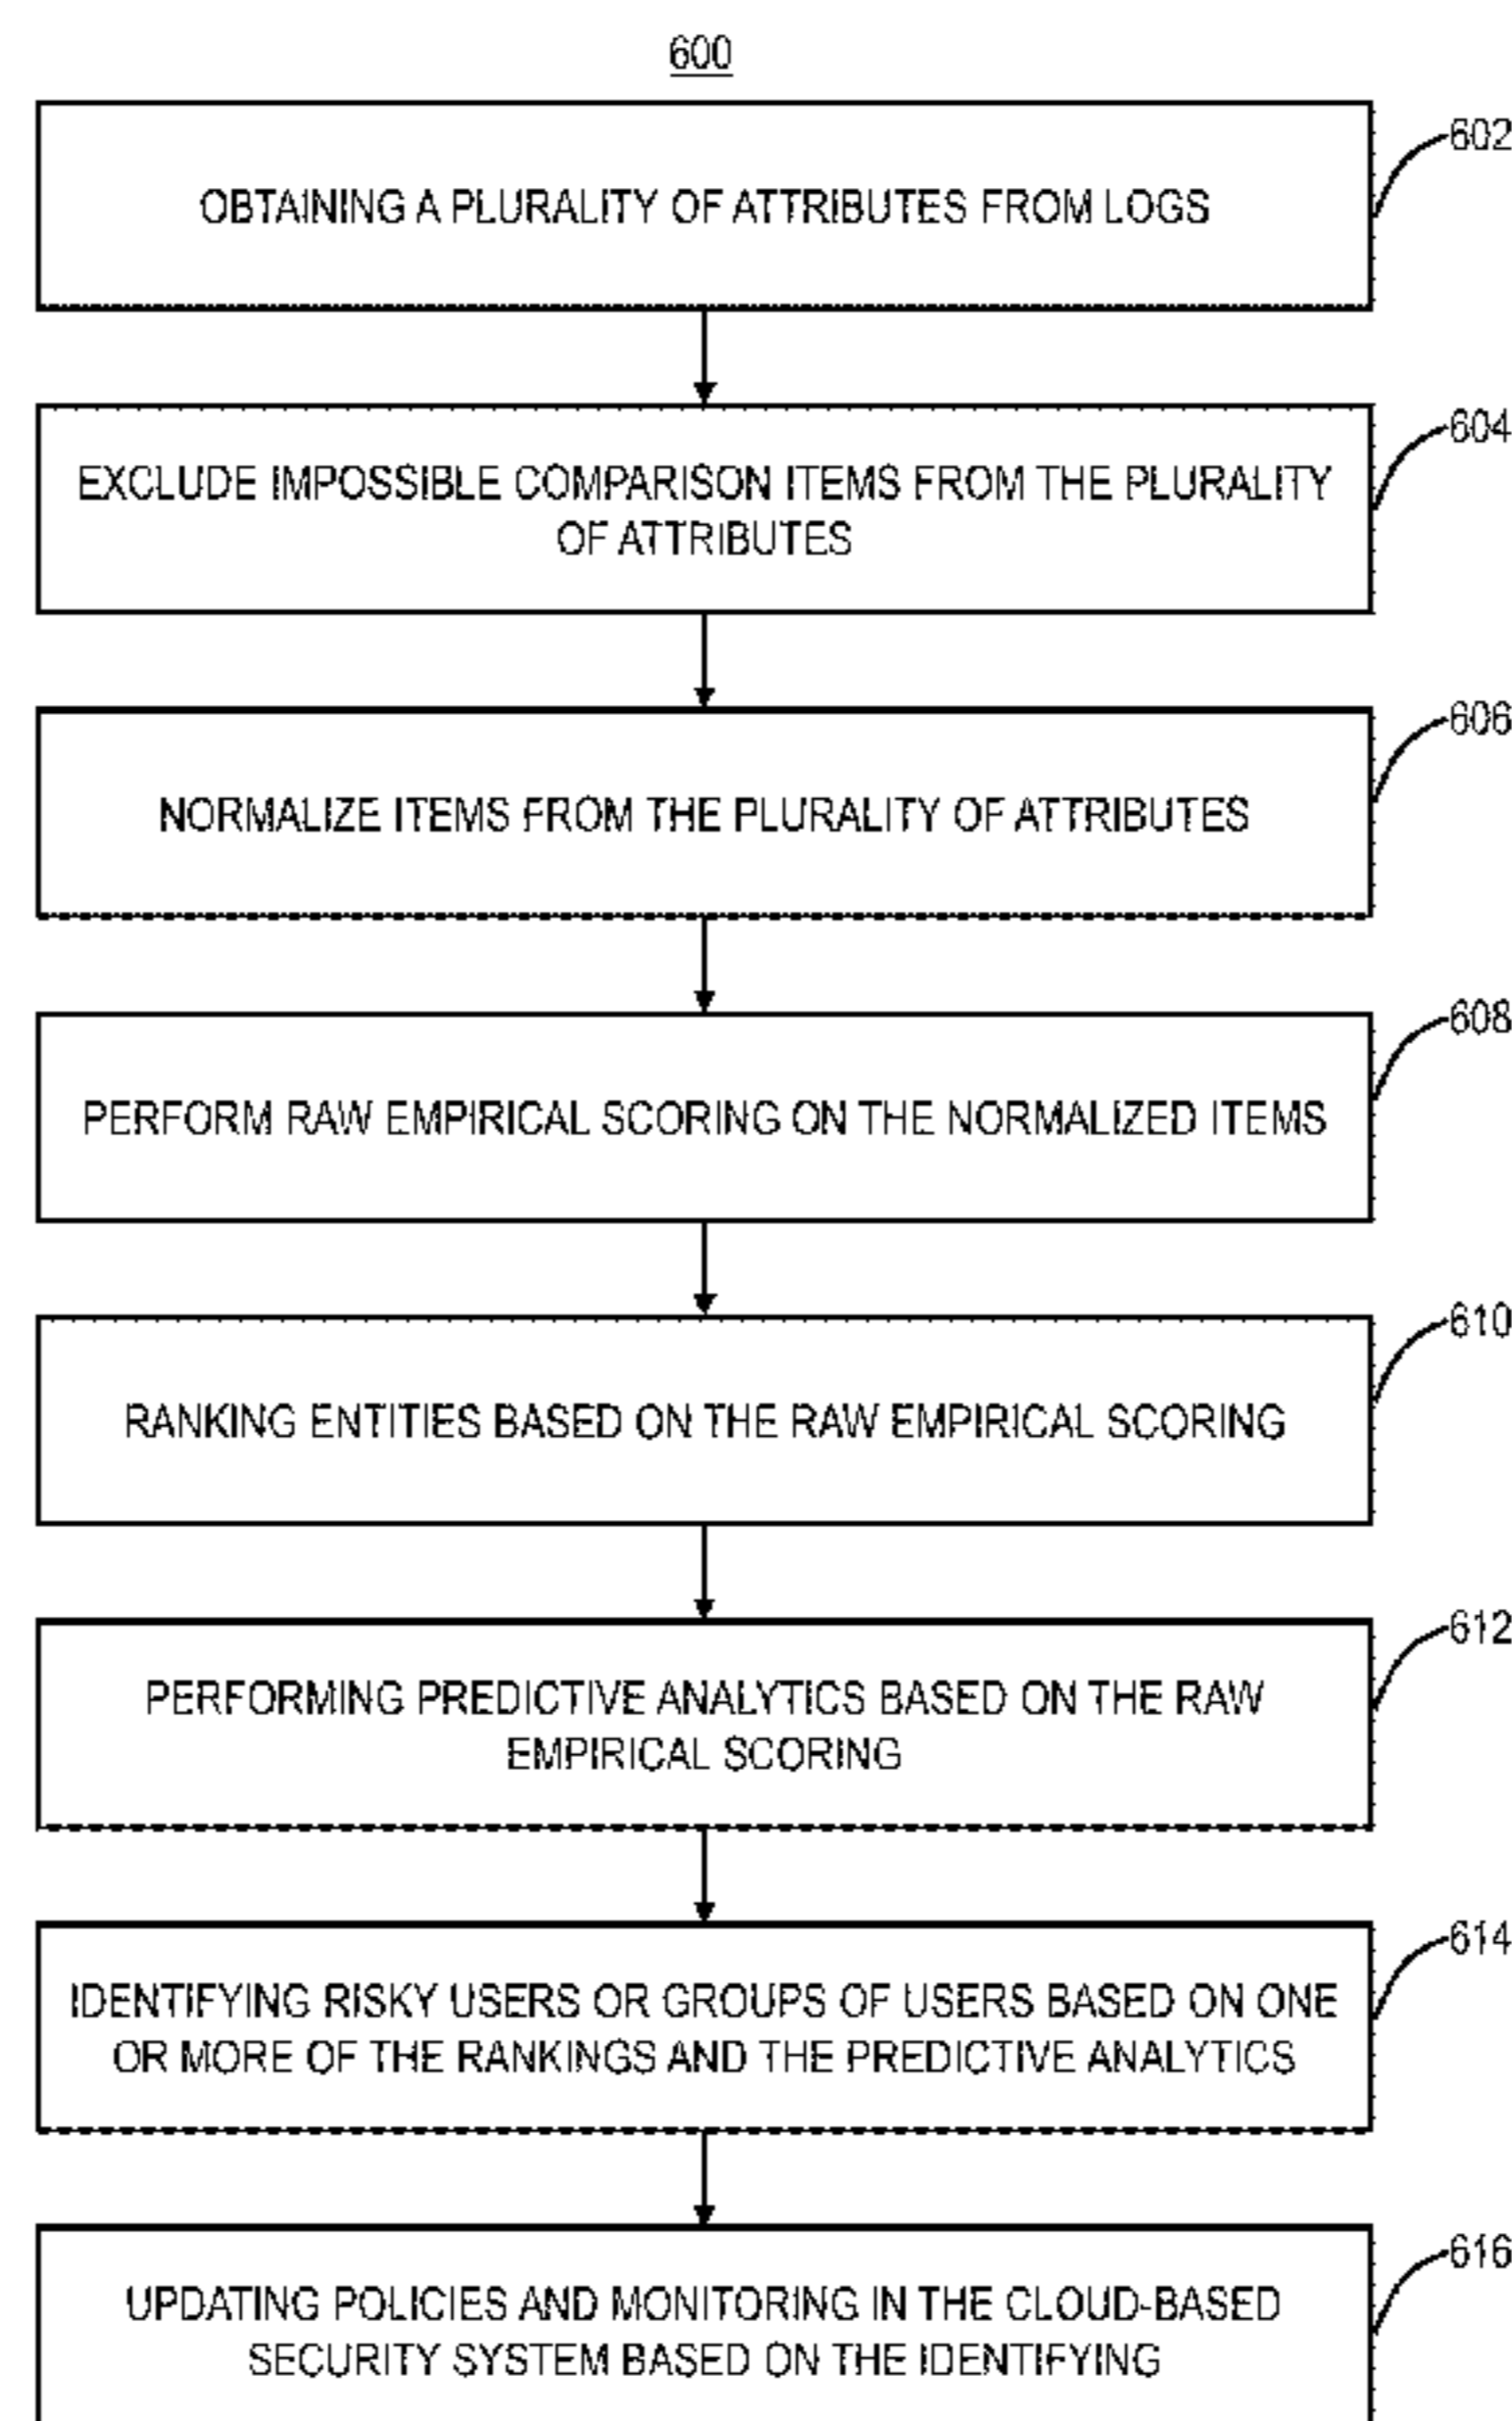 600
OBTAINING A PLURALITY OF ATTRIBUTES FROM LOGS
602
EXCLUDE IMPOSSIBLE COMPARISON ITEMS FROM THE PLURALITY
OF ATTRIBUTES
604
NORMALIZE ITEMS FROM THE PLURALITY OF ATTRIBUTES
606
PERFORM RAW EMPIRICAL SCORING ON THE NORMALIZED ITEMS
608
RANKING ENTITIES BASED ON THE RAW EMPIRICAL SCORING
610
PERFORMING PREDICTIVE ANALYTICS BASED ON THE RAW
EMPIRICAL SCORING
612
IDENTIFYING RISKY USERS OR GROUPS OF USERS BASED ON ONE
OR MORE OF THE RANKINGS AND THE PREDICTIVE ANALYTICS
614
UPDATING POLICIES AND MONITORING IN THE CLOUD-BASED
SECURITY SYSTEM BASED ON THE IDENTIFYING
616